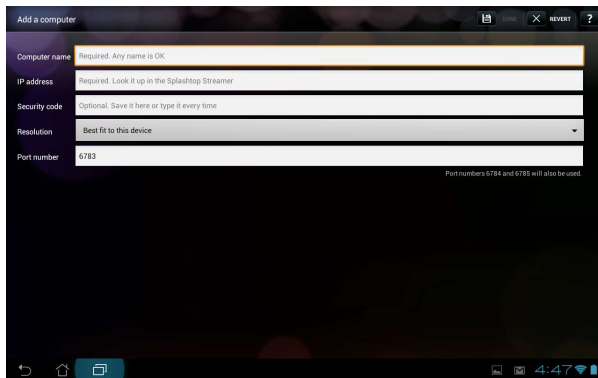 Add a computer
DONE
REVERT
?
Computer name
Required. Any name is OK
IP address
Required. Look it up in the Splashtop Streamer
Security code
Optional. Save it here or type it every time
Resolution
Best fit to this device
Port number
6783
Port numbers 6784 and 6785 will also be used.
4:47